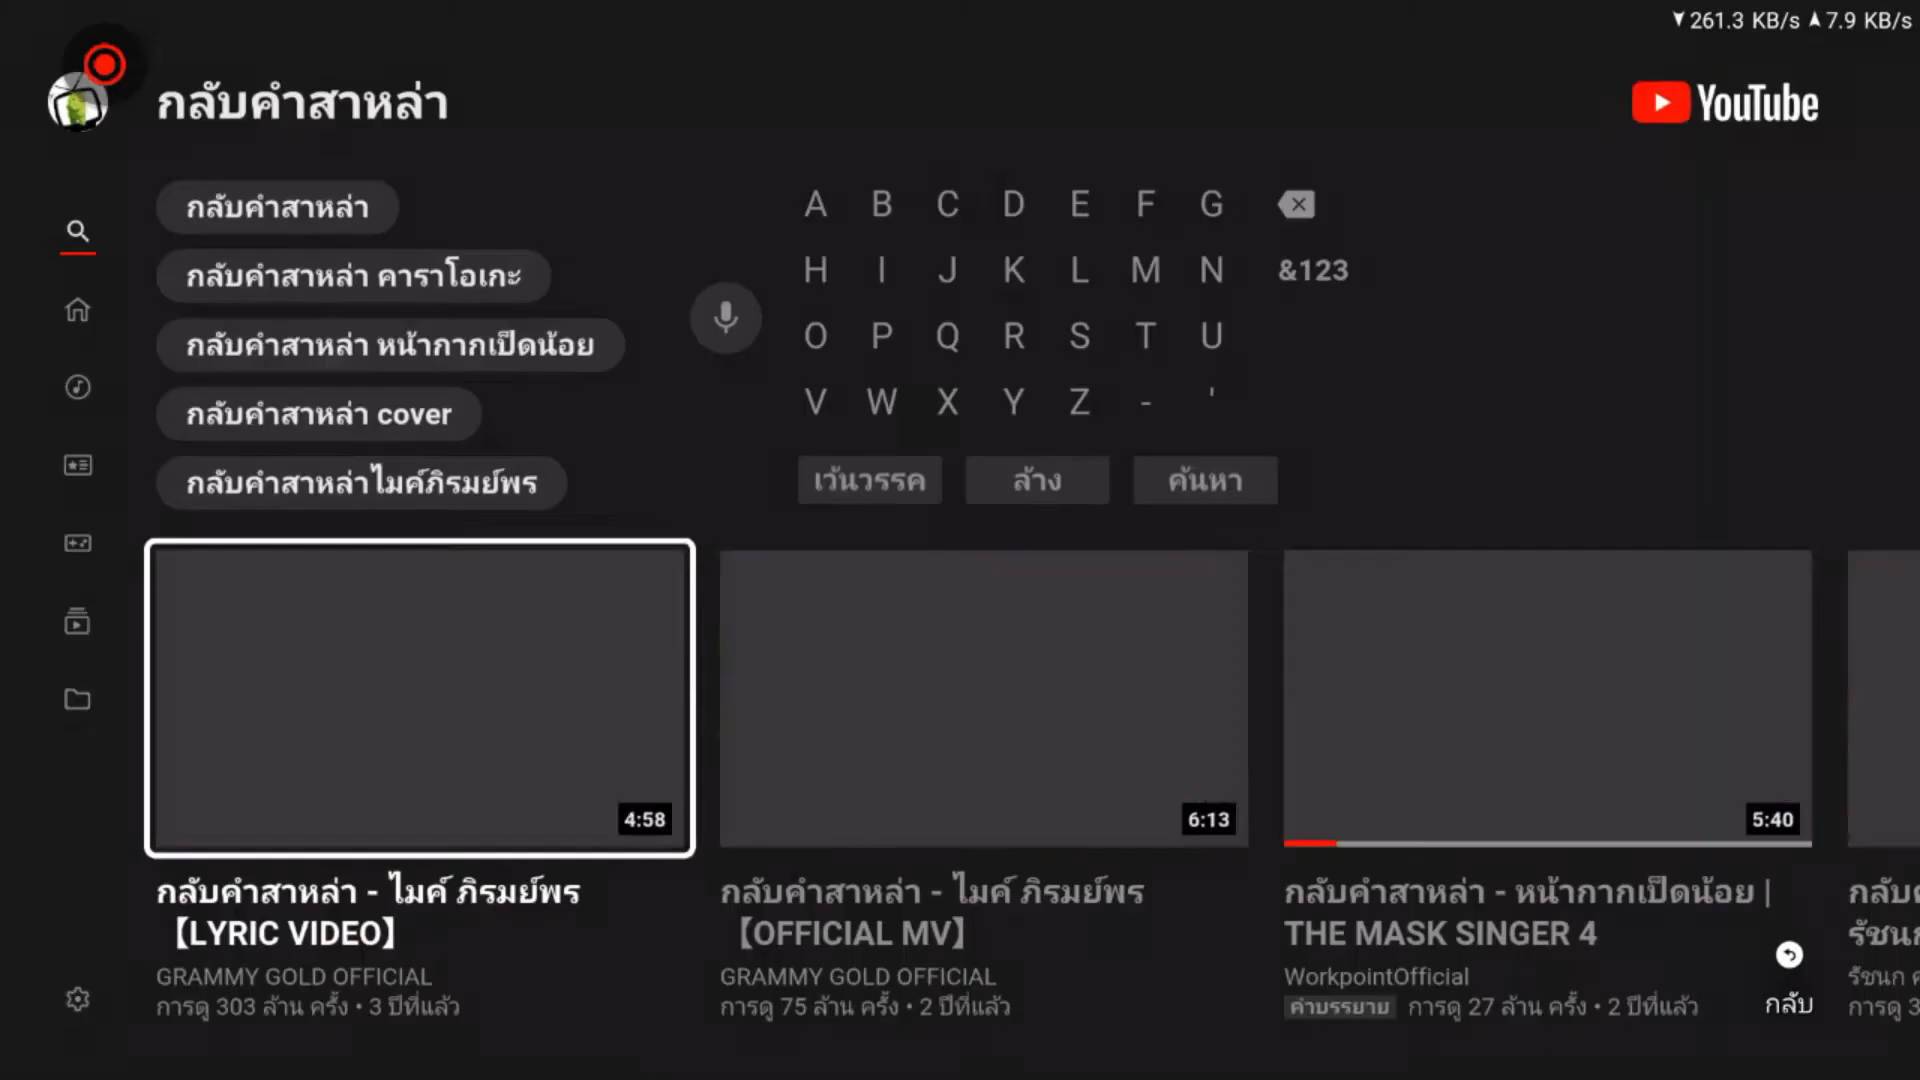 261.3 KB/s 7.9 KB/s
กลับคำสาหล่า
YouTube
กลับคำสาหล่า
กลับคำสาหล่า คาราโอเกะ
กลับคำสาหล่า หน้ากากเป็ดน้อย
กลับคำสาหล่า cover
กลับคำสาหล่าไมค์ภิรมย์พร
A B C D E F G
H I J K L M N &123
O P Q R S T U
V W X Y Z - '
เว้นวรรค ล้าง ค้นหา
4:58
6:13
5:40
กลับคำสาหล่า - ไมค์ ภิรมย์พร
【LYRIC VIDEO】
GRAMMY GOLD OFFICIAL
การดู 303 ล้าน ครั้ง • 3 ปีที่แล้ว
กลับคำสาหล่า - ไมค์ ภิรมย์พร
【OFFICIAL MV】
GRAMMY GOLD OFFICIAL
การดู 75 ล้าน ครั้ง • 2 ปีที่แล้ว
กลับคำสาหล่า - หน้ากากเป็ดน้อย |
THE MASK SINGER 4
WorkpointOfficial
คำบรรยาย การดู 27 ล้าน ครั้ง • 2 ปีที่แล้ว
กลับ
รัชนก
การดู